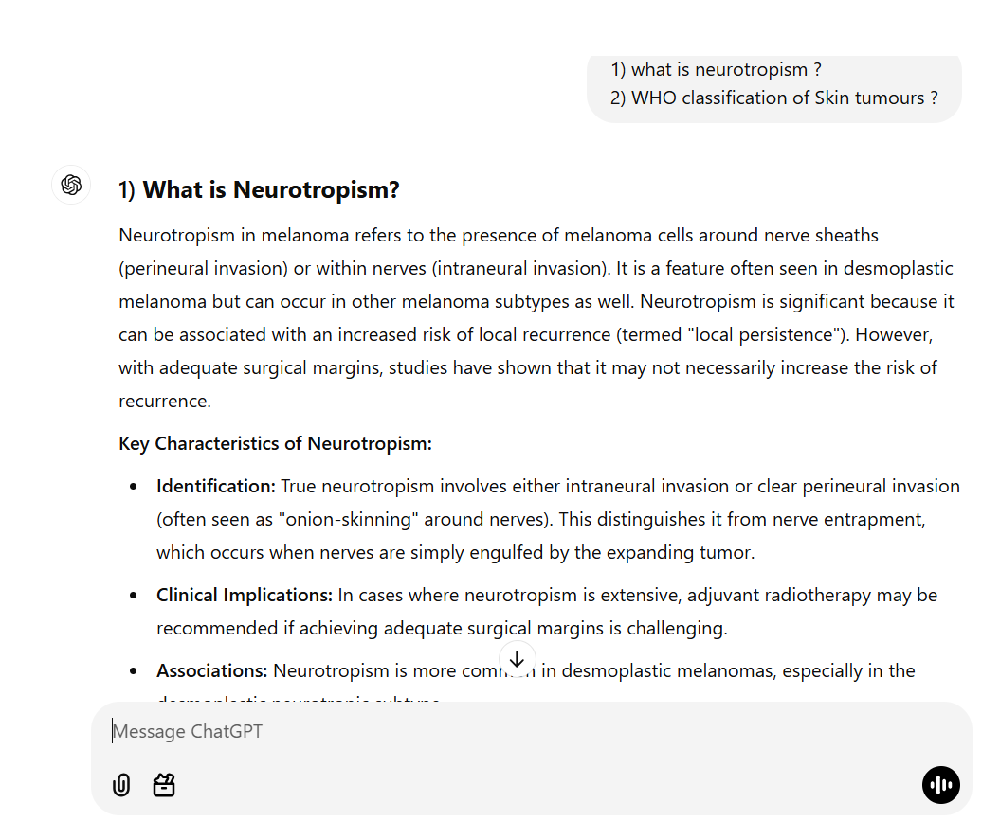 1) what is neurotropism ?
2) WHO classification of Skin tumours ?
1) What is Neurotropism?
Neurotropism in melanoma refers to the presence of melanoma cells around nerve sheaths
(perineural invasion) or within nerves (intraneural invasion). It is a feature often seen in desmoplastic
melanoma but can occur in other melanoma subtypes as well. Neurotropism is significant because it
can be associated with an increased risk of local recurrence (termed "local persistence"). However,
with adequate surgical margins, studies have shown that it may not necessarily increase the risk of
recurrence.
Key Characteristics of Neurotropism:
• Identification: True neurotropism involves either intraneural invasion or clear perineural invasion
(often seen as "onion-skinning" around nerves). This distinguishes it from nerve entrapment,
which occurs when nerves are simply engulfed by the expanding tumor.
• Clinical Implications: In cases where neurotropism is extensive, adjuvant radiotherapy may be
recommended if achieving adequate surgical margins is challenging.
• Associations: Neurotropism is more common in desmoplastic melanomas, especially in the
desmoplastic neurotropic subtype.
Message ChatGPT